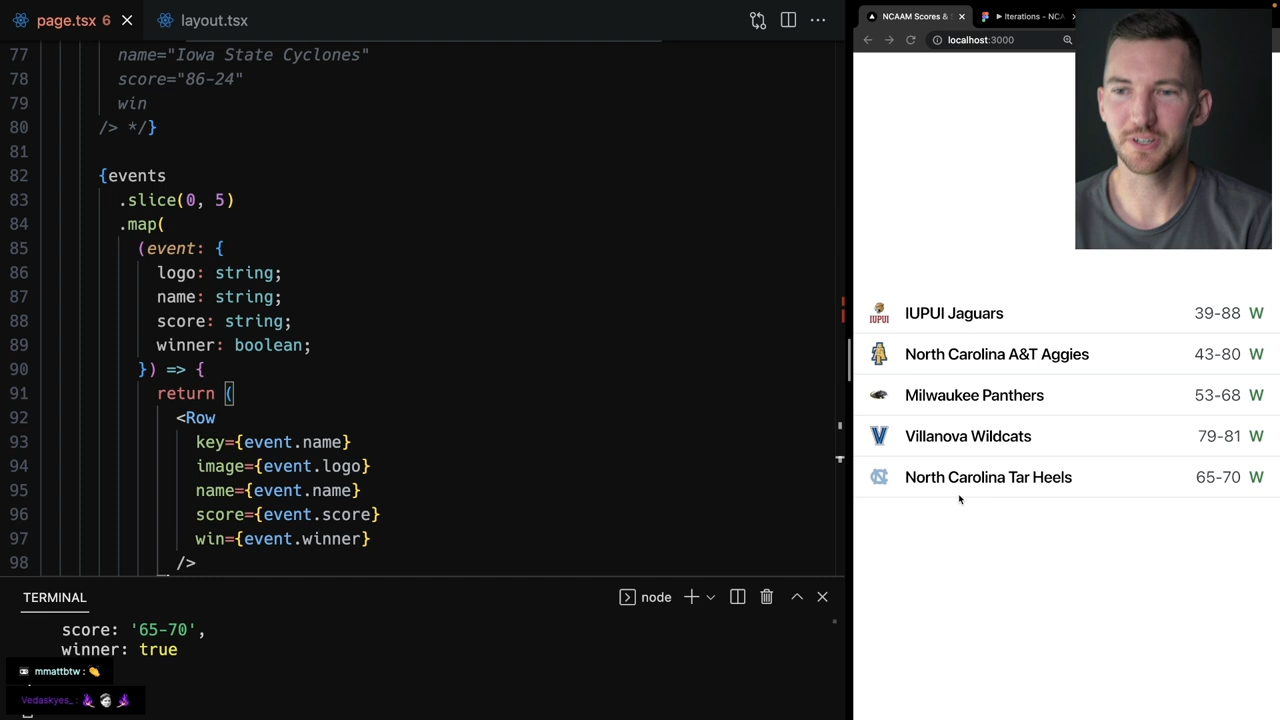 page.tsx 6
layout.tsx
77 name="Iowa State Cyclones"
78 score="86-24"
79 win
80 /> */}
81
82 {events
83 .slice(0, 5)
84 .map(
85 (event: {
86 logo: string;
87 name: string;
88 score: string;
89 winner: boolean;
90 }) => {
91 return (
92 <Row
93 key={event.name}
94 image={event.logo}
95 name={event.name}
96 score={event.score}
97 win={event.winner}
98 />
TERMINAL
node
score: '65-70',
winner: true
mmattbtw :
Vedaskyes_ :
NCAAM Scores &
Iterations - NCA
localhost:3000
IUPUI
IUPUI Jaguars 39-88 W
North Carolina A&T Aggies 43-80 W
Milwaukee Panthers 53-68 W
Villanova Wildcats 79-81 W
North Carolina Tar Heels 65-70 W